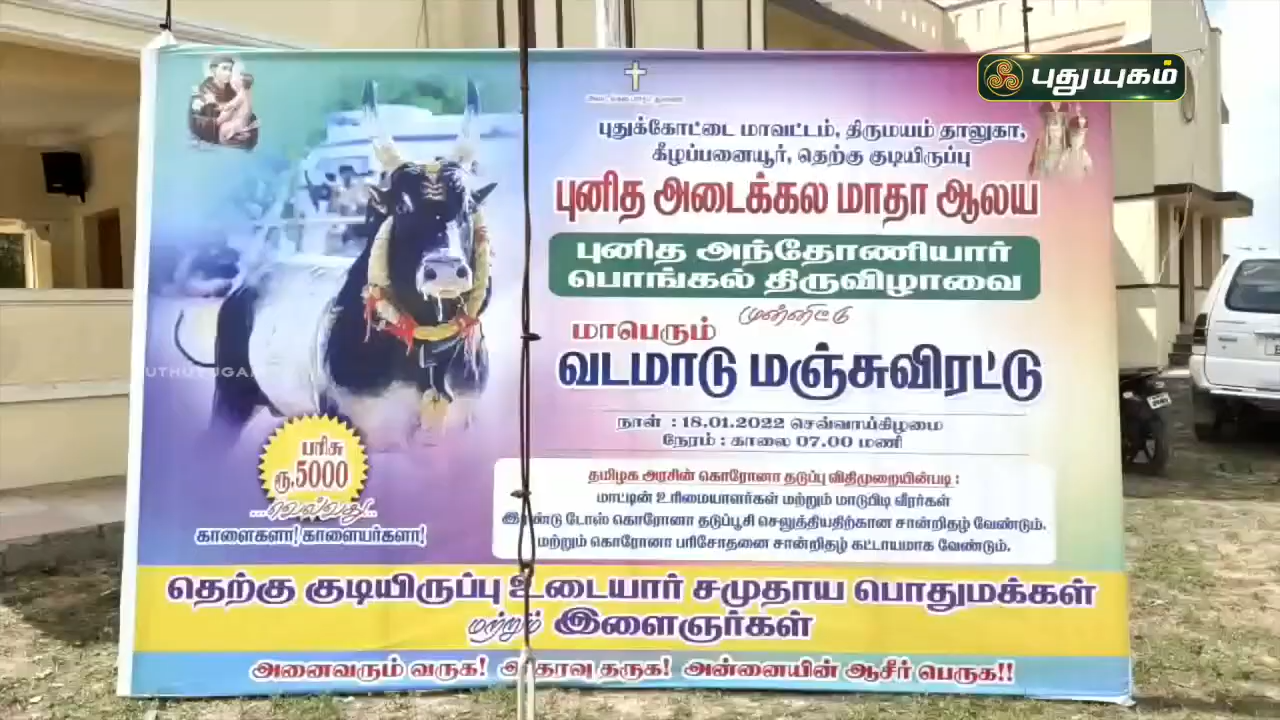 புதுயுகம்
புதுக்கோட்டை மாவட்டம், திருமயம் தாலுகா,
கீழப்பனையூர், தெற்கு குடியிருப்பு
புனித அடைக்கல மாதா ஆலய
புனித அந்தோணியார்
பொங்கல் திருவிழாவை
முன்னிட்டு
மாபெரும்
வடமாடு மஞ்சுவிரட்டு
நாள் : 18.01.2022 செவ்வாய்கிழமை
நேரம் : காலை 07.00 மணி
பரிசு
ரூ.5000
...வெல்வது...
காளைகளா! காளையர்களா!
தமிழக அரசின் கொரோனா தடுப்பு விதிமுறையின்படி :
மாட்டின் உரிமையாளர்கள் மற்றும் மாடுபிடி வீரர்கள்
இரண்டு டோஸ் கொரோனா தடுப்பூசி செலுத்தியதிற்கான சான்றிதழ் வேண்டும்.
மற்றும் கொரோனா பரிசோதனை சான்றிதழ் கட்டாயமாக வேண்டும்.
தெற்கு குடியிருப்பு உடையார் சமுதாய பொதுமக்கள்
மற்றும் இளைஞர்கள்
அனைவரும் வருக! ஆதரவு தருக! அன்னையின் ஆசீர் பெருக!!